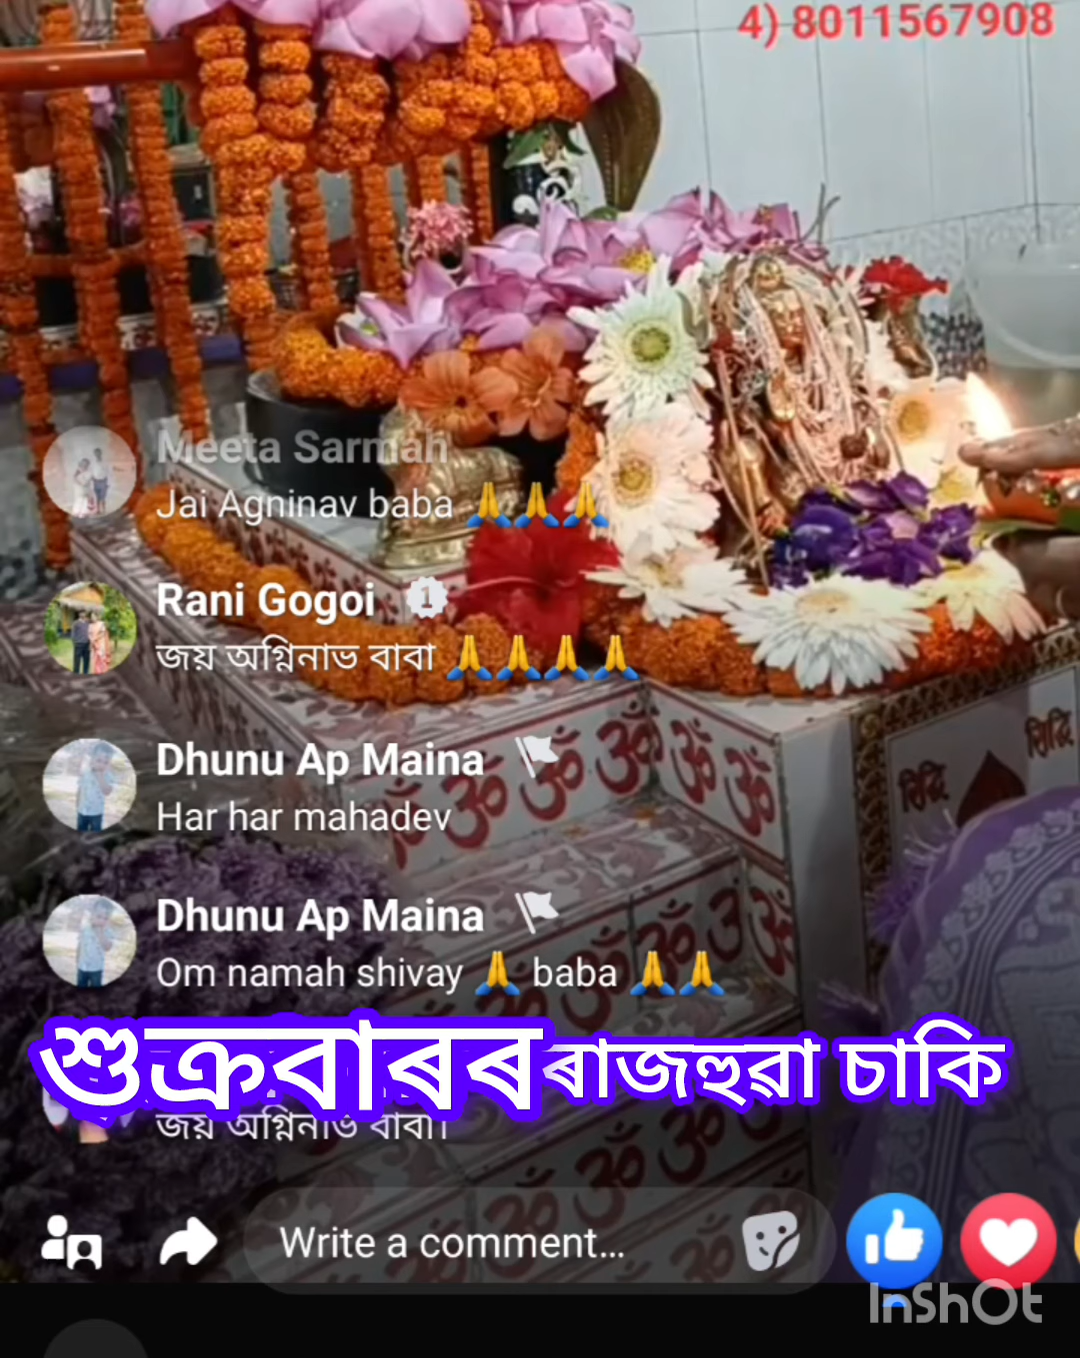 4) 8011567908
Meeta Sarmah
Jai Agninav baba 🙏🙏🙏
Rani Gogoi 1
জয় অগ্নিনাভ বাবা 🙏🙏🙏🙏
ॐ ॐ ॐ ॐ ॐ
Dhunu Ap Maina
Har har mahadev
Dhunu Ap Maina
Om namah shivay 🙏 baba 🙏🙏
শুক্ৰবাৰৰ ৰাজহুৱা চাকি
জয় অগ্নিনাভ বাবা।
Write a comment...
InShOt